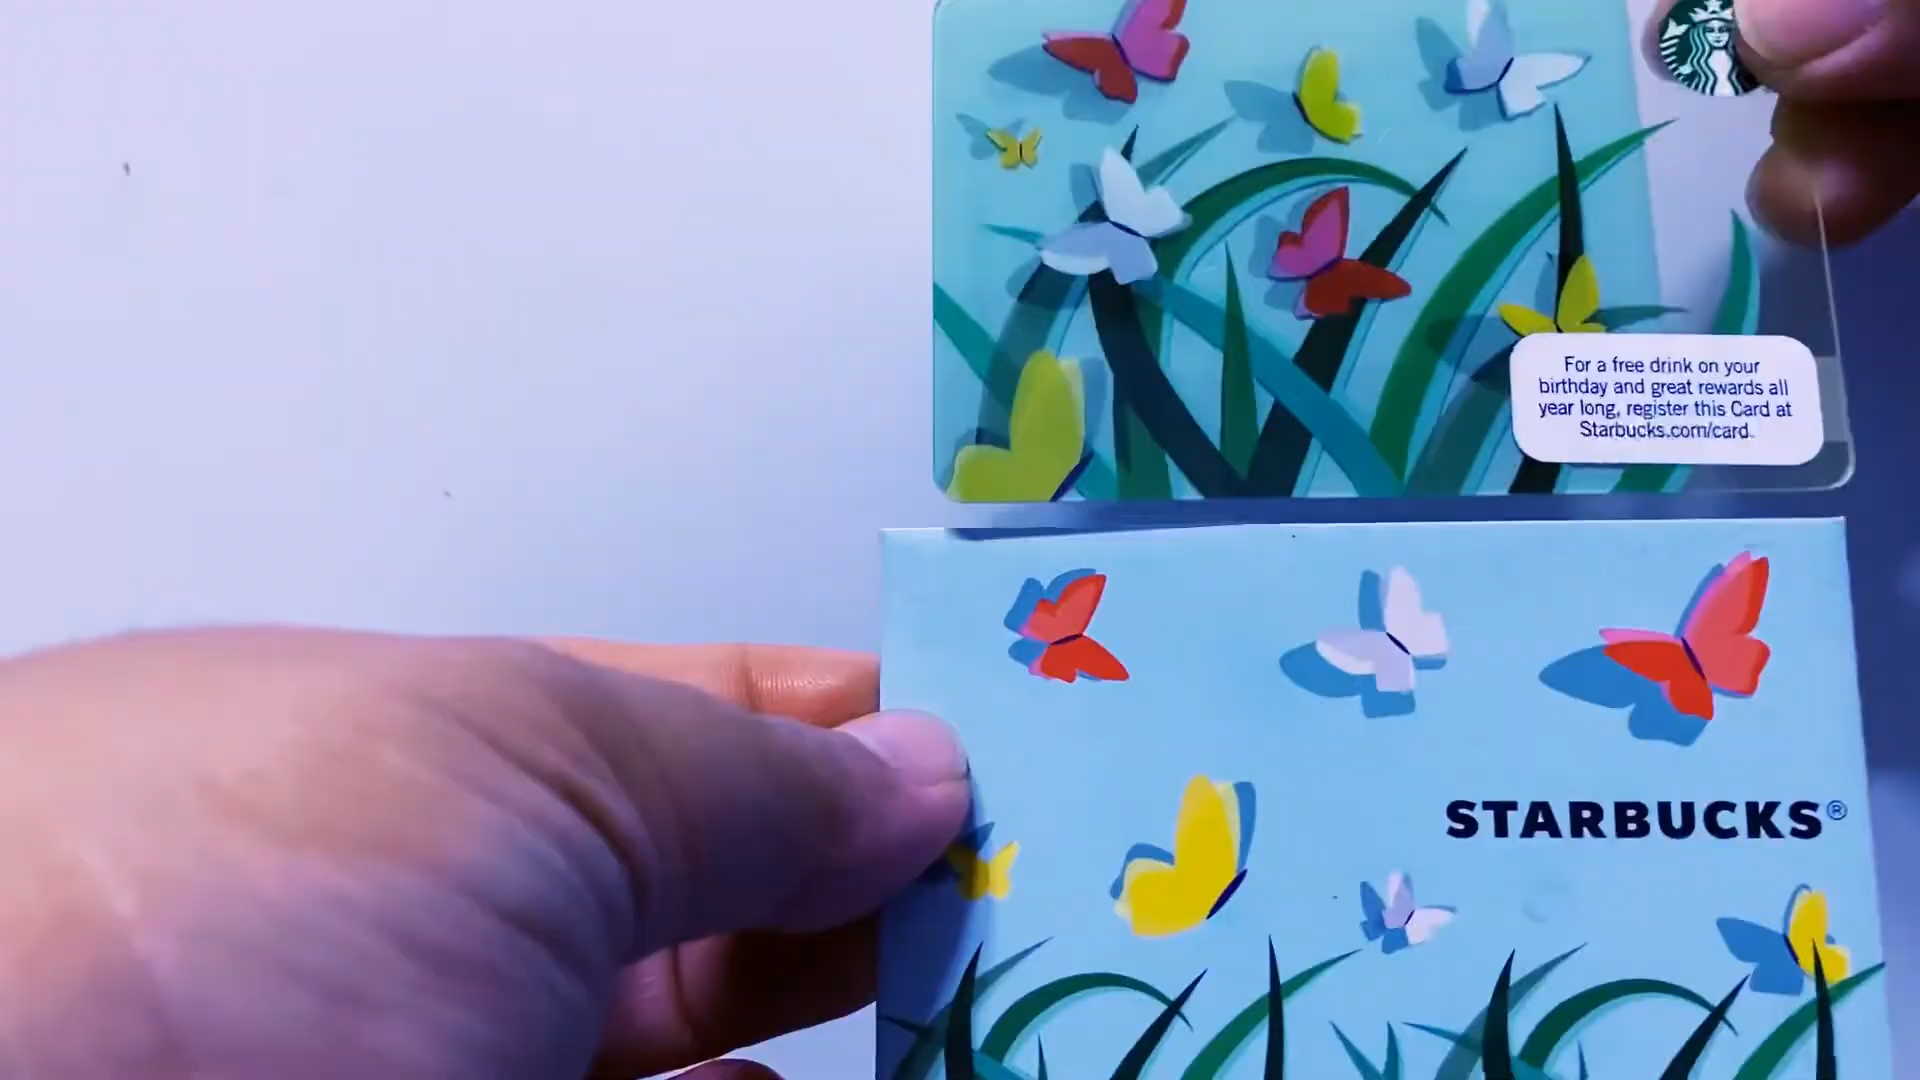 For a free drink on your
birthday and great rewards all
year long, register this Card at
Starbucks.com/card.
STARBUCKS®